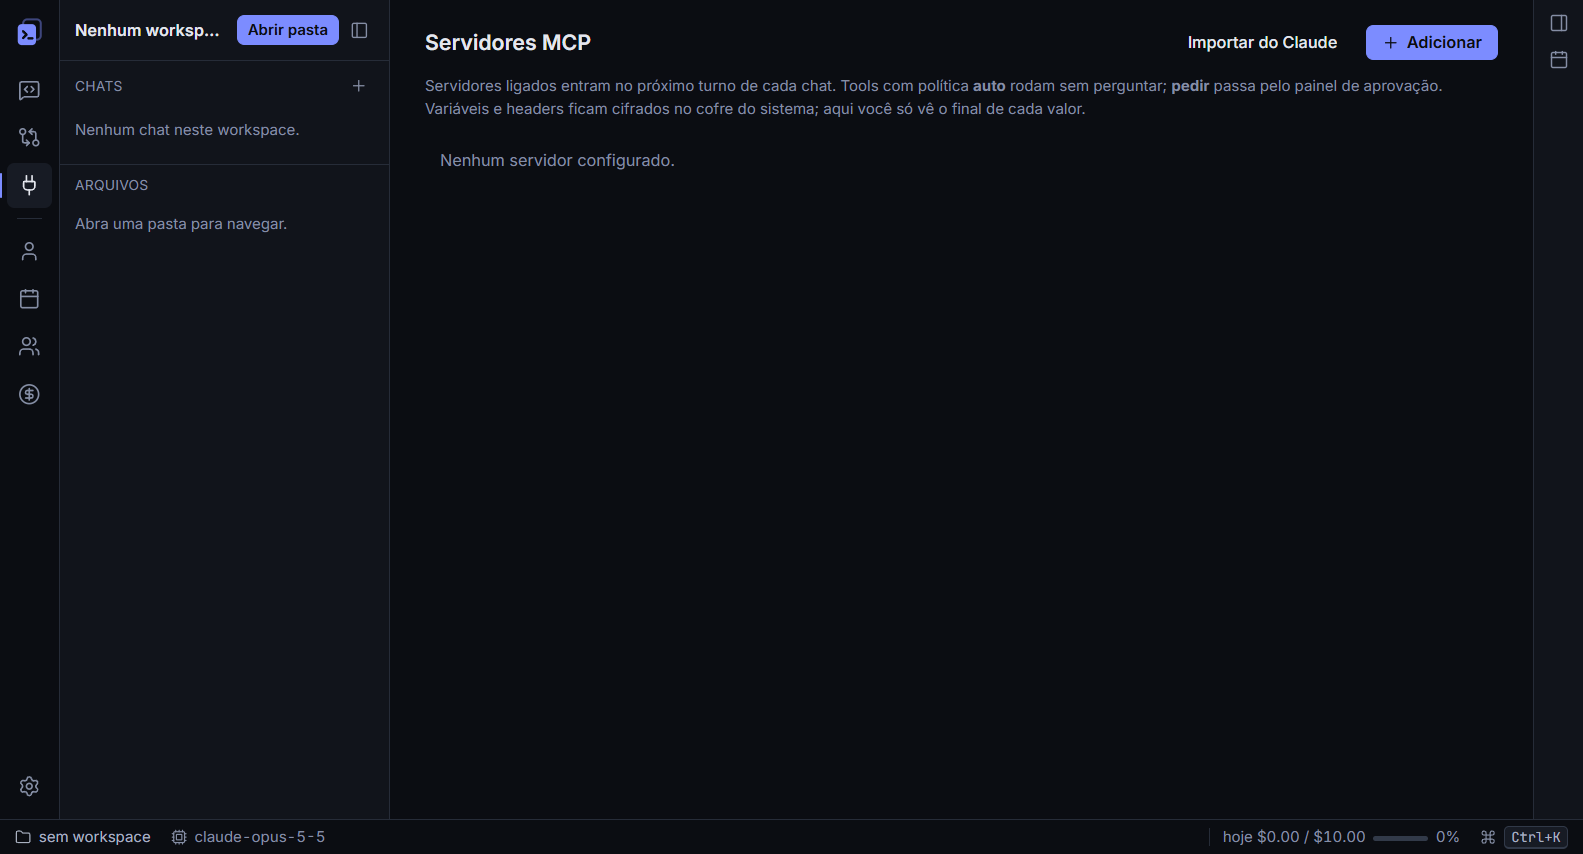 Nenhum worksp...
Abrir pasta
CHATS
Nenhum chat neste workspace.
ARQUIVOS
Abra uma pasta para navegar.
Servidores MCP
Importar do Claude
Adicionar
Servidores ligados entram no próximo turno de cada chat. Tools com política auto rodam sem perguntar; pedir passa pelo painel de aprovação.
Variáveis e headers ficam cifrados no cofre do sistema; aqui você só vê o final de cada valor.
Nenhum servidor configurado.
sem workspace
claude-opus-5-5
hoje $0.00 / $10.00
0%
Ctrl+K